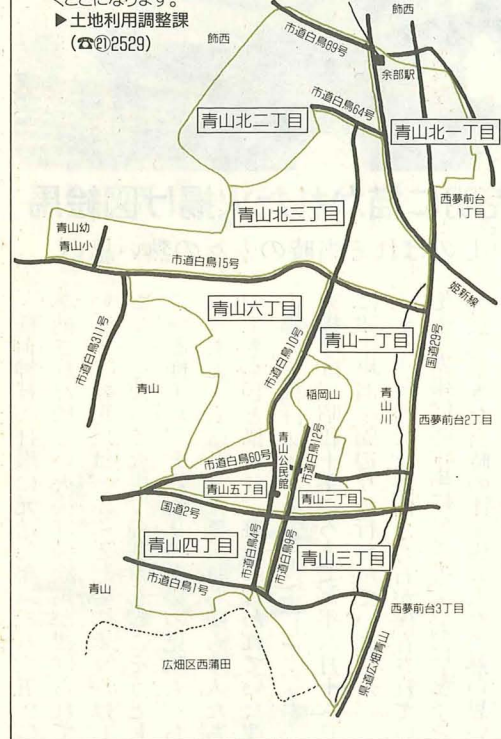 くここになります。
▶土地利用調整課
(☎㉑2529)
飾西
飾西
市道白鳥89号
余部駅
市道白鳥64号
青山北二丁目
青山北一丁目
西夢前台
1丁目
青山北三丁目
青山幼
青山小
市道白鳥15号
姫新線
青山六丁目
市道白鳥10号
市道白鳥311号
青山一丁目
国道29号
青山
稲岡山
青山川
西夢前台2丁目
市道白鳥12号
青山公民館
市道白鳥60号
青山五丁目
青山二丁目
国道2号
市道白鳥4号
市道白鳥9号
青山四丁目
青山三丁目
市道白鳥1号
青山
西夢前台3丁目
広畑区西蒲田
県道広畑青山